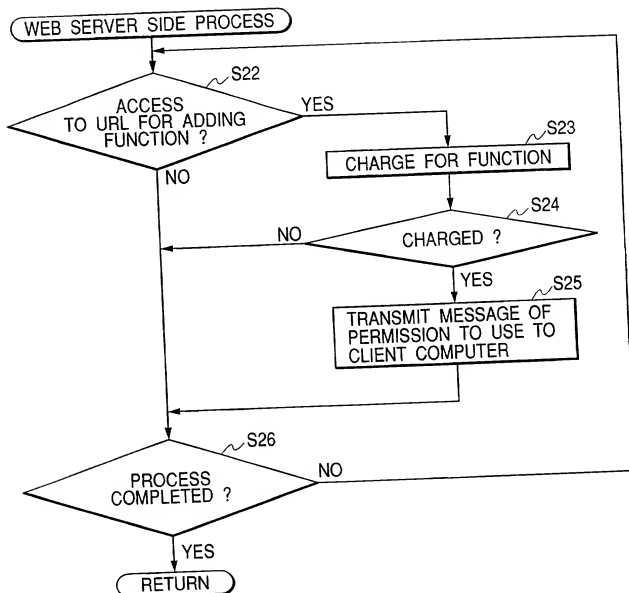 WEB SERVER SIDE PROCESS
S22
ACCESS
TO URL FOR ADDING
FUNCTION ?
YES
NO
S23
CHARGE FOR FUNCTION
S24
CHARGED ?
NO
YES
S25
TRANSMIT MESSAGE OF
PERMISSION TO USE TO
CLIENT COMPUTER
S26
PROCESS
COMPLETED ?
NO
YES
RETURN